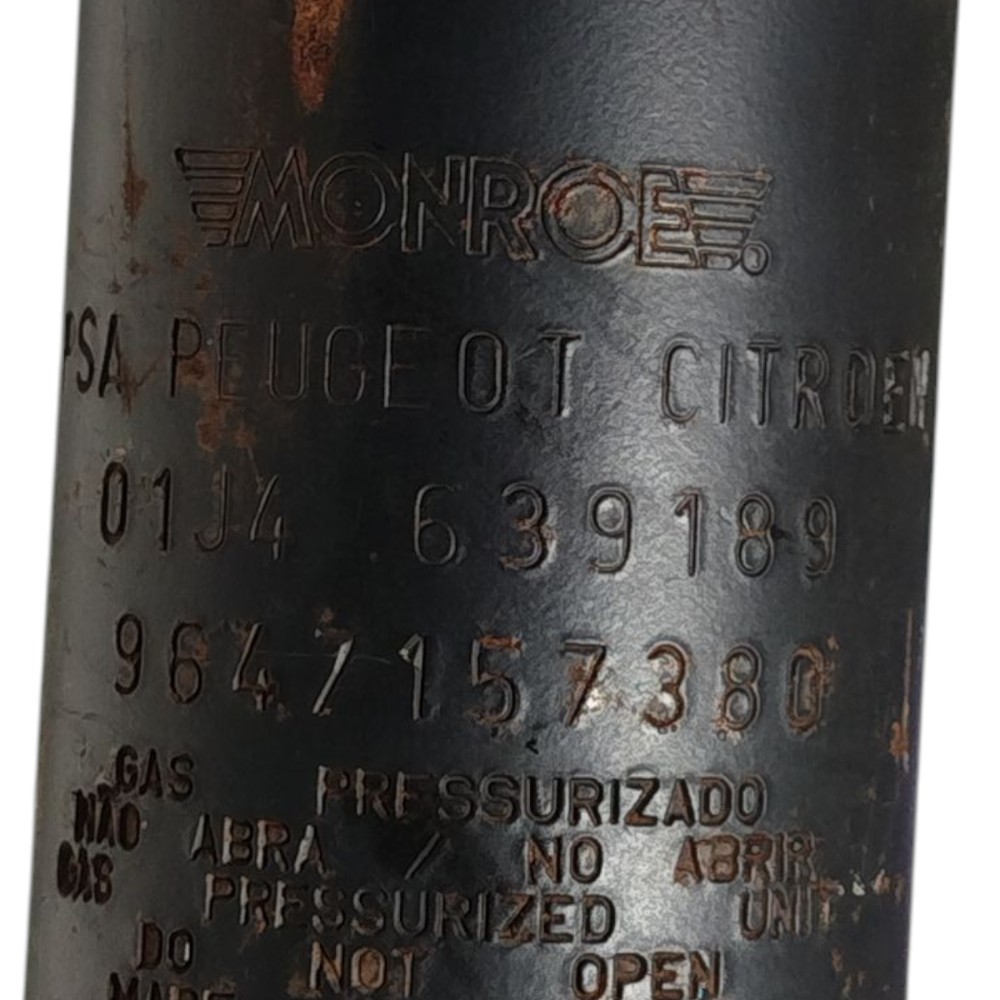 MONROE
PSA PEUGEOT CITROEN
01J4 639189
9647157380
GAS PRESSURIZADO
NÃO ABRA / NO ABRIR
GAS PRESSURIZED UNIT
DO NOT OPEN
MADE